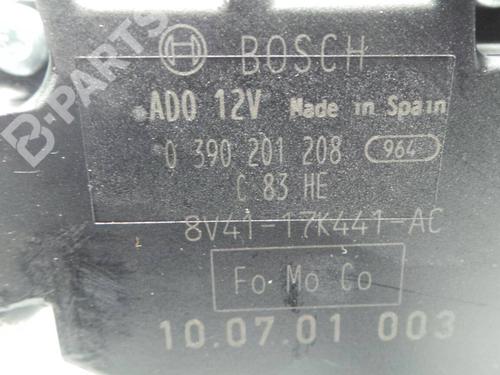 BOSCH
ADO 12V Made in Spain
0 390 201 208 964
C 83 HE
8V41-17K441-AC
Fo Mo Co
10.07.01 003